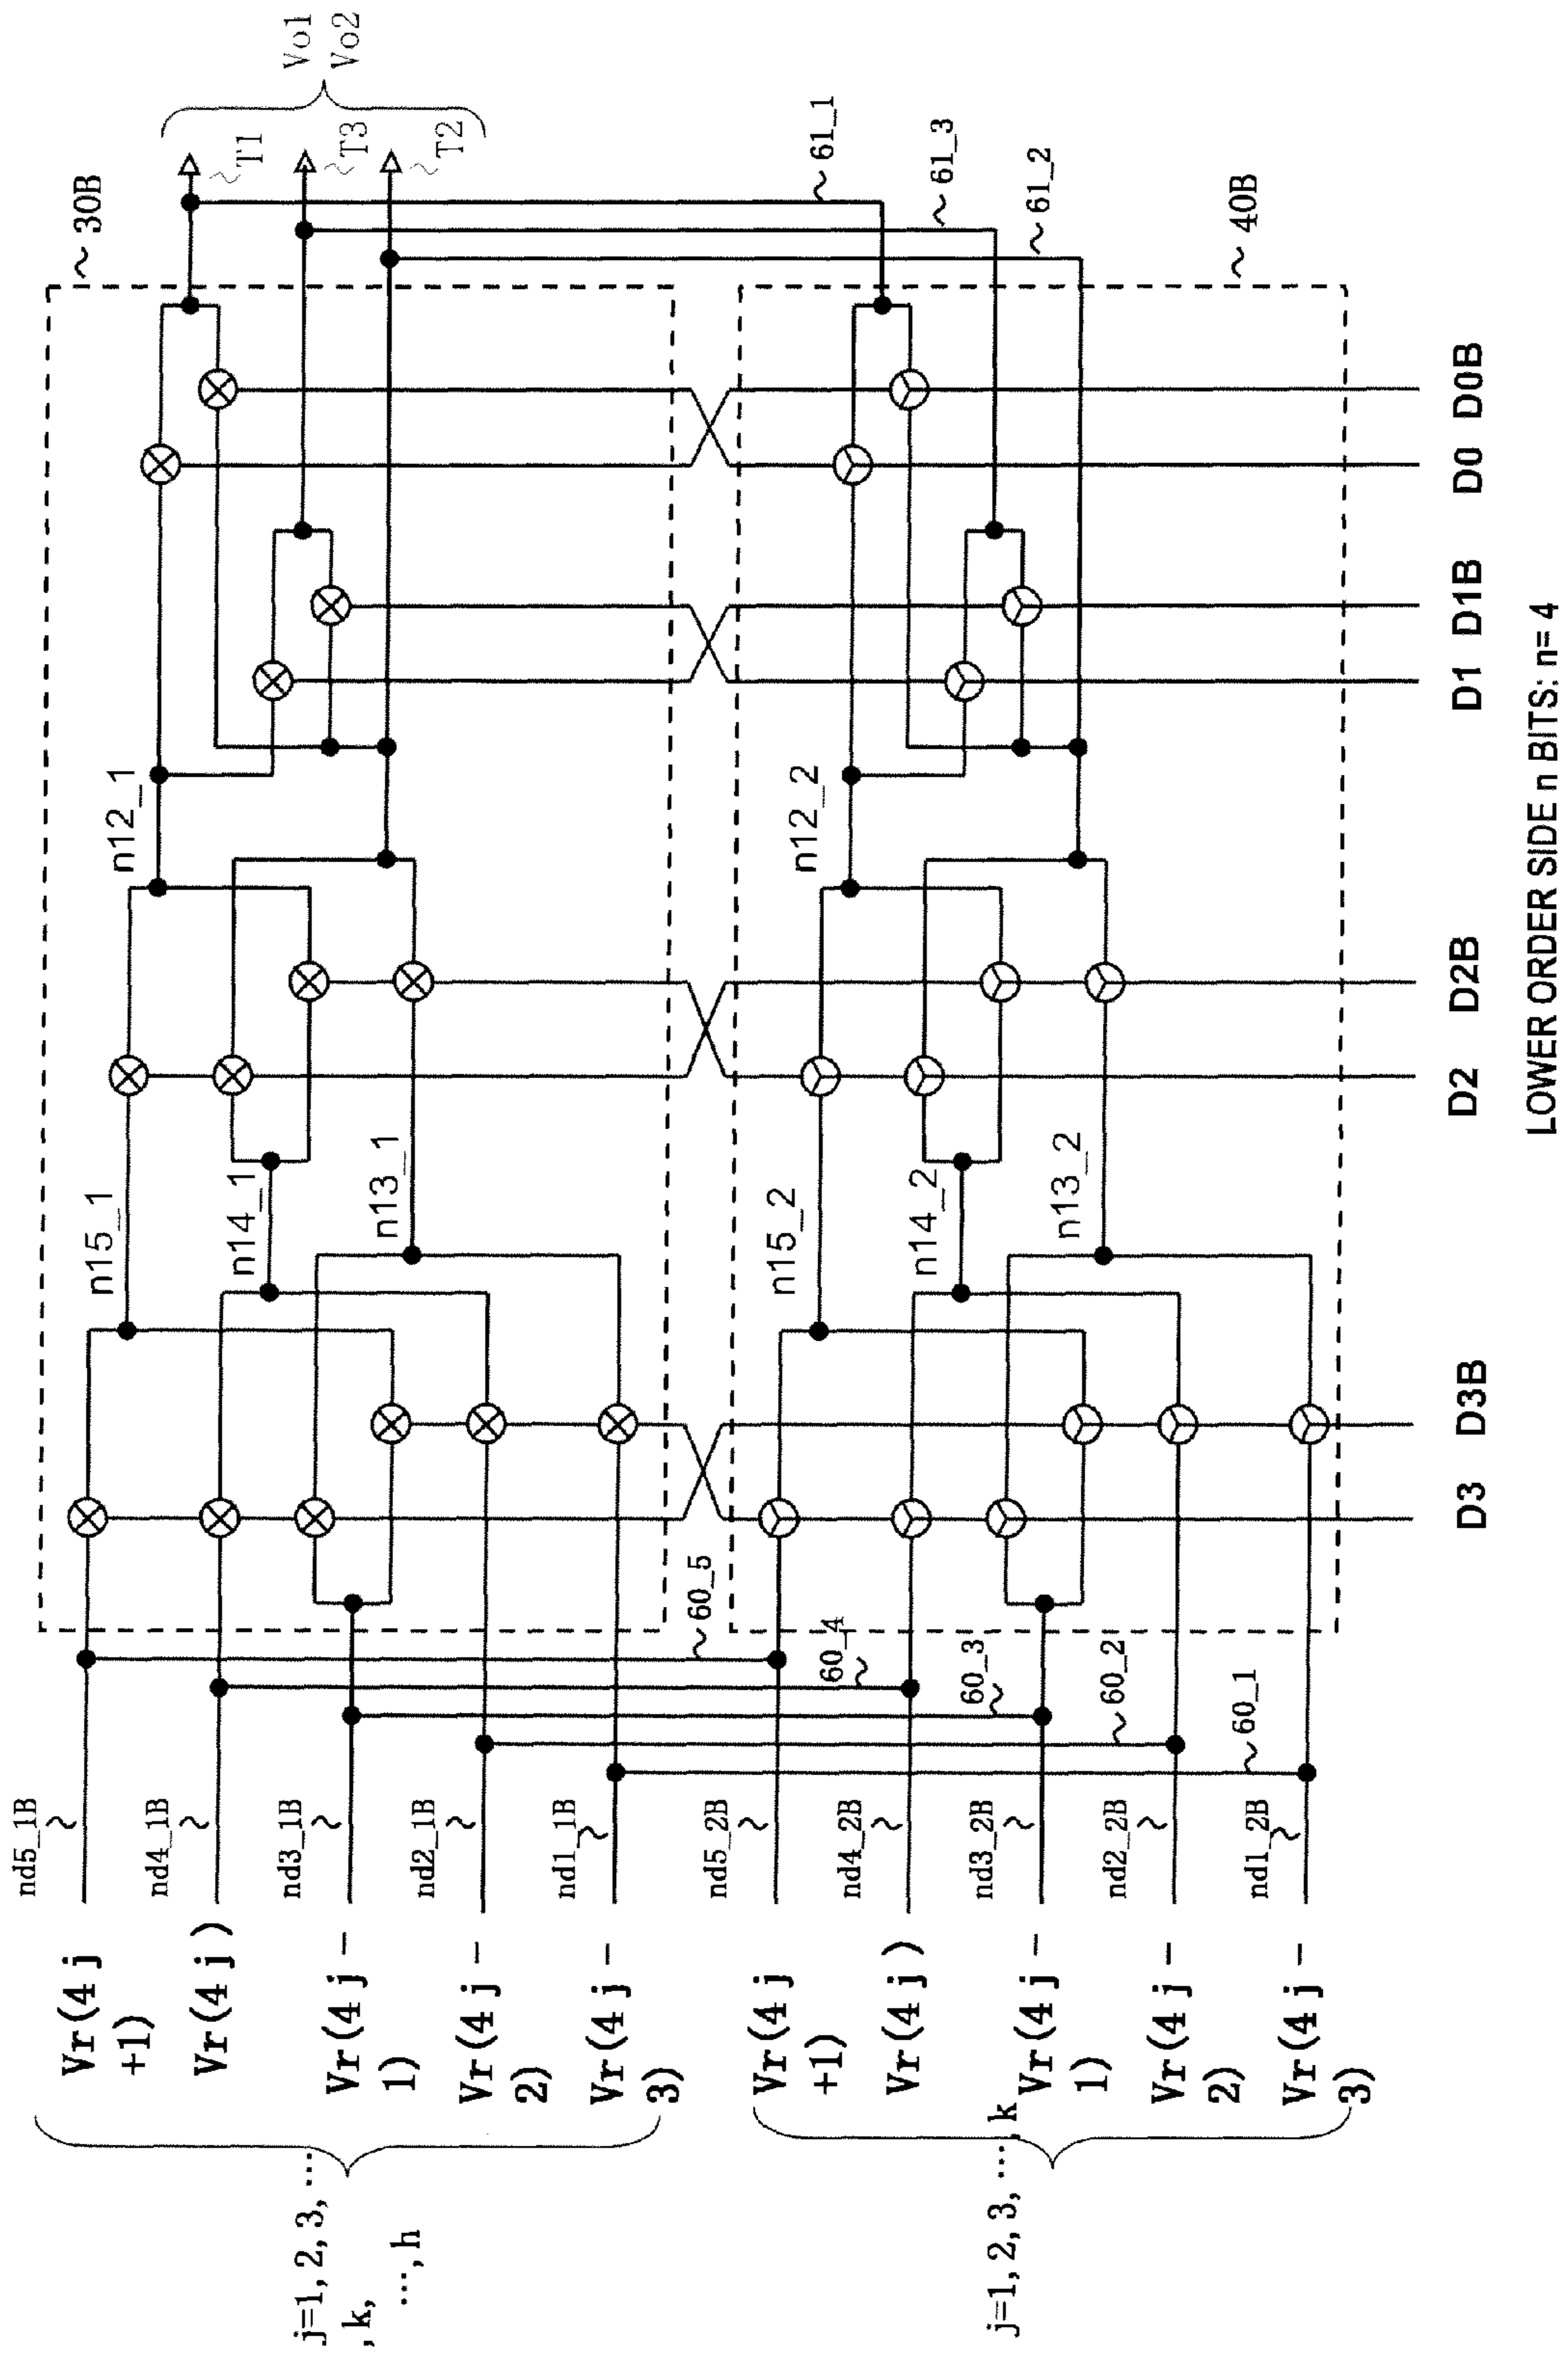 nd5_1B
nd4_1B
nd3_1B
nd2_1B
nd1_1B
nd5_2B
nd4_2B
nd3_2B
nd2_2B
nd1_2B
Vr(4j
+1)
Vr(4j)
Vr(4j-
1)
Vr(4j-
2)
Vr(4j-
3)
Vr(4j
+1)
Vr(4j)
Vr(4j-
1)
Vr(4j-
2)
Vr(4j-
3)
j=1,2,3,…
,k,
…,h
j=1,2,3,…,k
60_5
60_4
60_3
60_2
60_1
n15_1
n14_1
n13_1
n12_1
n15_2
n14_2
n13_2
n12_2
30B
40B
61_1
61_3
61_2
T1
T3
T2
Vo1
Vo2
D3 D3B
D2 D2B
D1 D1B
D0 D0B
LOWER ORDER SIDE n BITS: n= 4